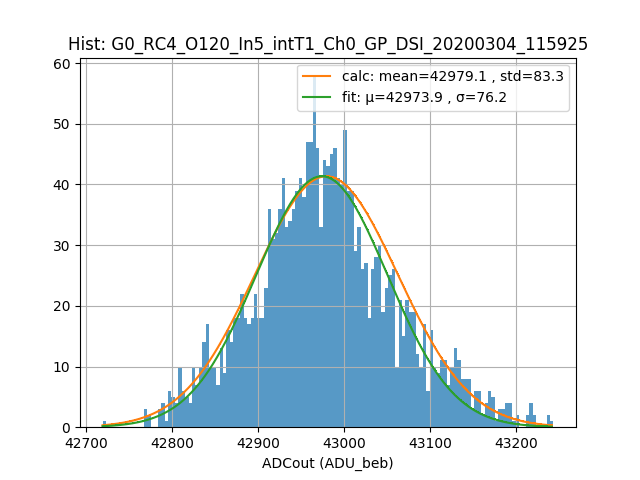 Hist: G0_RC4_O120_In5_intT1_Ch0_GP_DSI_20200304_115925
calc: mean=42979.1 , std=83.3
fit: μ=42973.9 , σ=76.2
60
50
40
30
20
10
0
42700 42800 42900 43000 43100 43200
ADCout (ADU_beb)